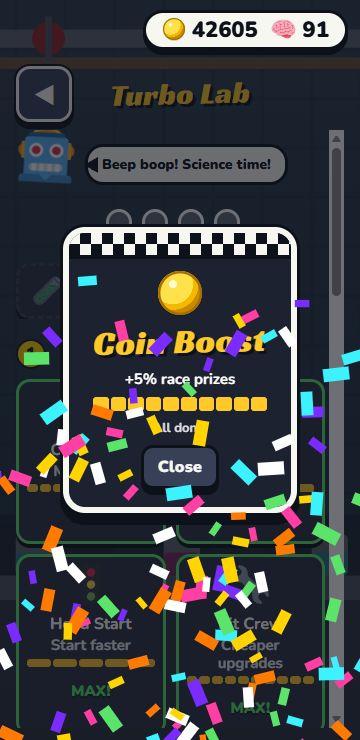 42605 91
Turbo Lab
Beep boop! Science time!
Coin Boost
+5% race prizes
All done
Close
Start
Start faster
Cheaper
upgrades
MAX!
MAX!